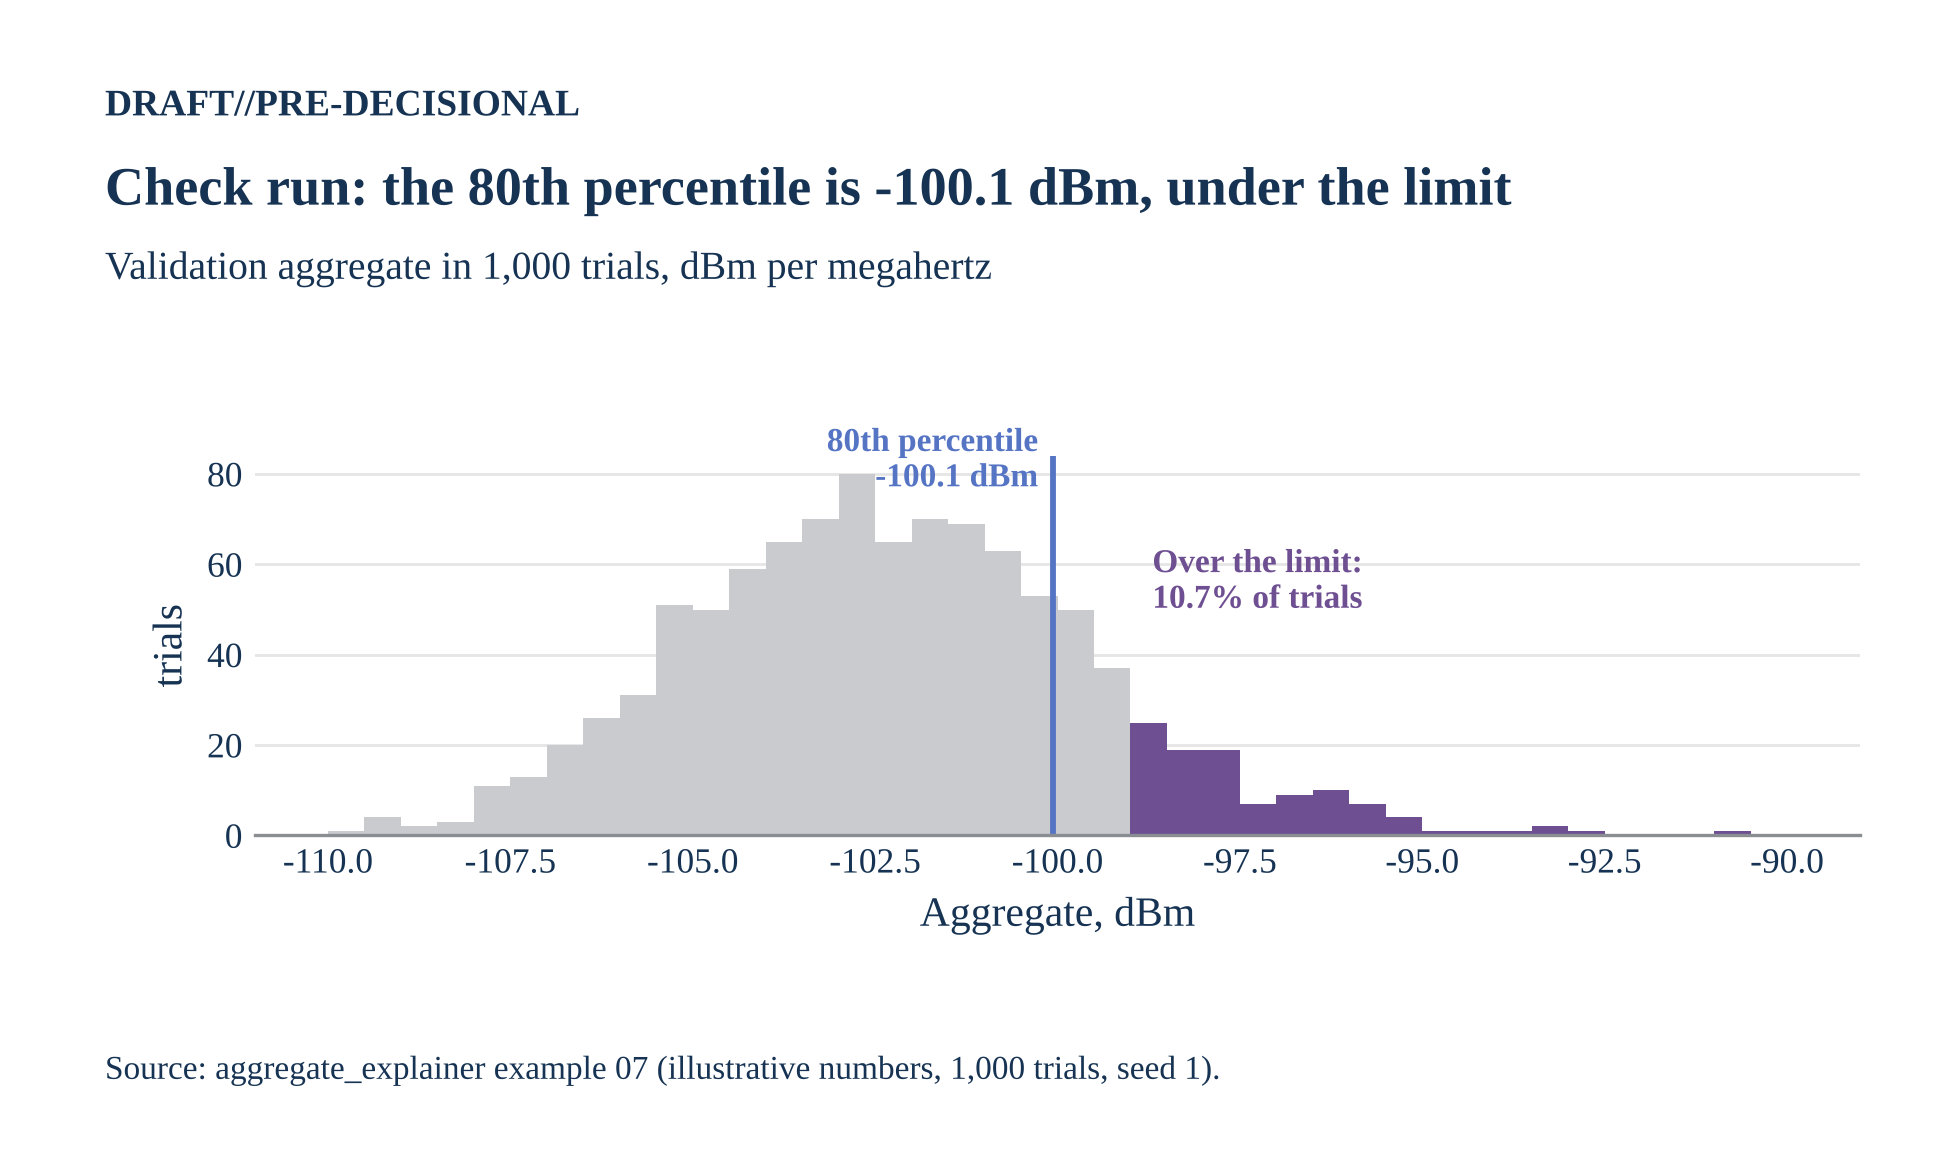 DRAFT//PRE-DECISIONAL
Check run: the 80th percentile is -100.1 dBm, under the limit
Validation aggregate in 1,000 trials, dBm per megahertz
80th percentile
-100.1 dBm
Over the limit:
10.7% of trials
80
60
40
20
0
trials
-110.0
-107.5
-105.0
-102.5
-100.0
-97.5
-95.0
-92.5
-90.0
Aggregate, dBm
Source: aggregate_explainer example 07 (illustrative numbers, 1,000 trials, seed 1).